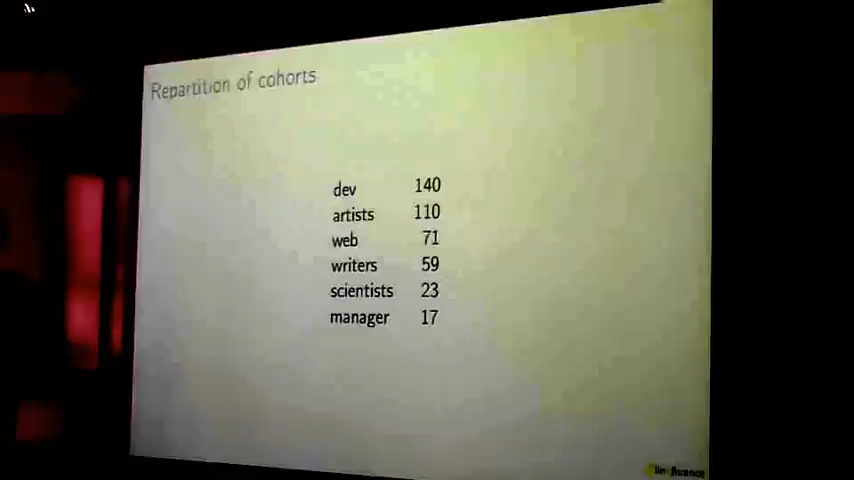 Repartition of cohorts
dev 140
artists 110
web 71
writers 59
scientists 23
manager 17